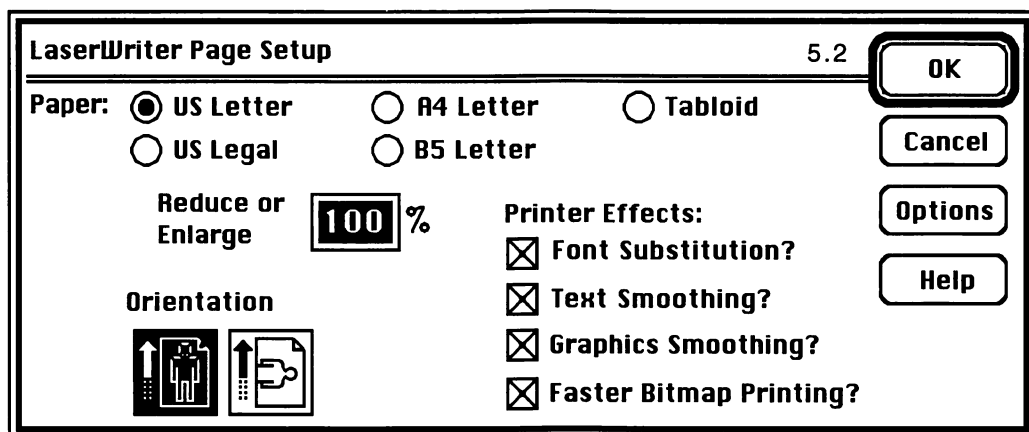 LaserWriter Page Setup 5.2 OK
Paper: US Letter A4 Letter Tabloid
US Legal B5 Letter Cancel
Reduce or
Enlarge 100 %
Printer Effects: Options
Font Substitution?
Orientation Text Smoothing? Help
Graphics Smoothing?
Faster Bitmap Printing?